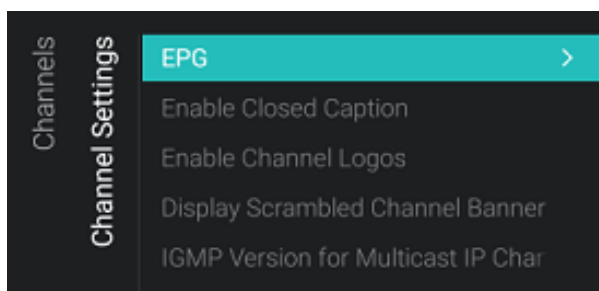 Channels
Channel Settings
EPG
Enable Closed Caption
Enable Channel Logos
Display Scrambled Channel Banner
IGMP Version for Multicast IP Char